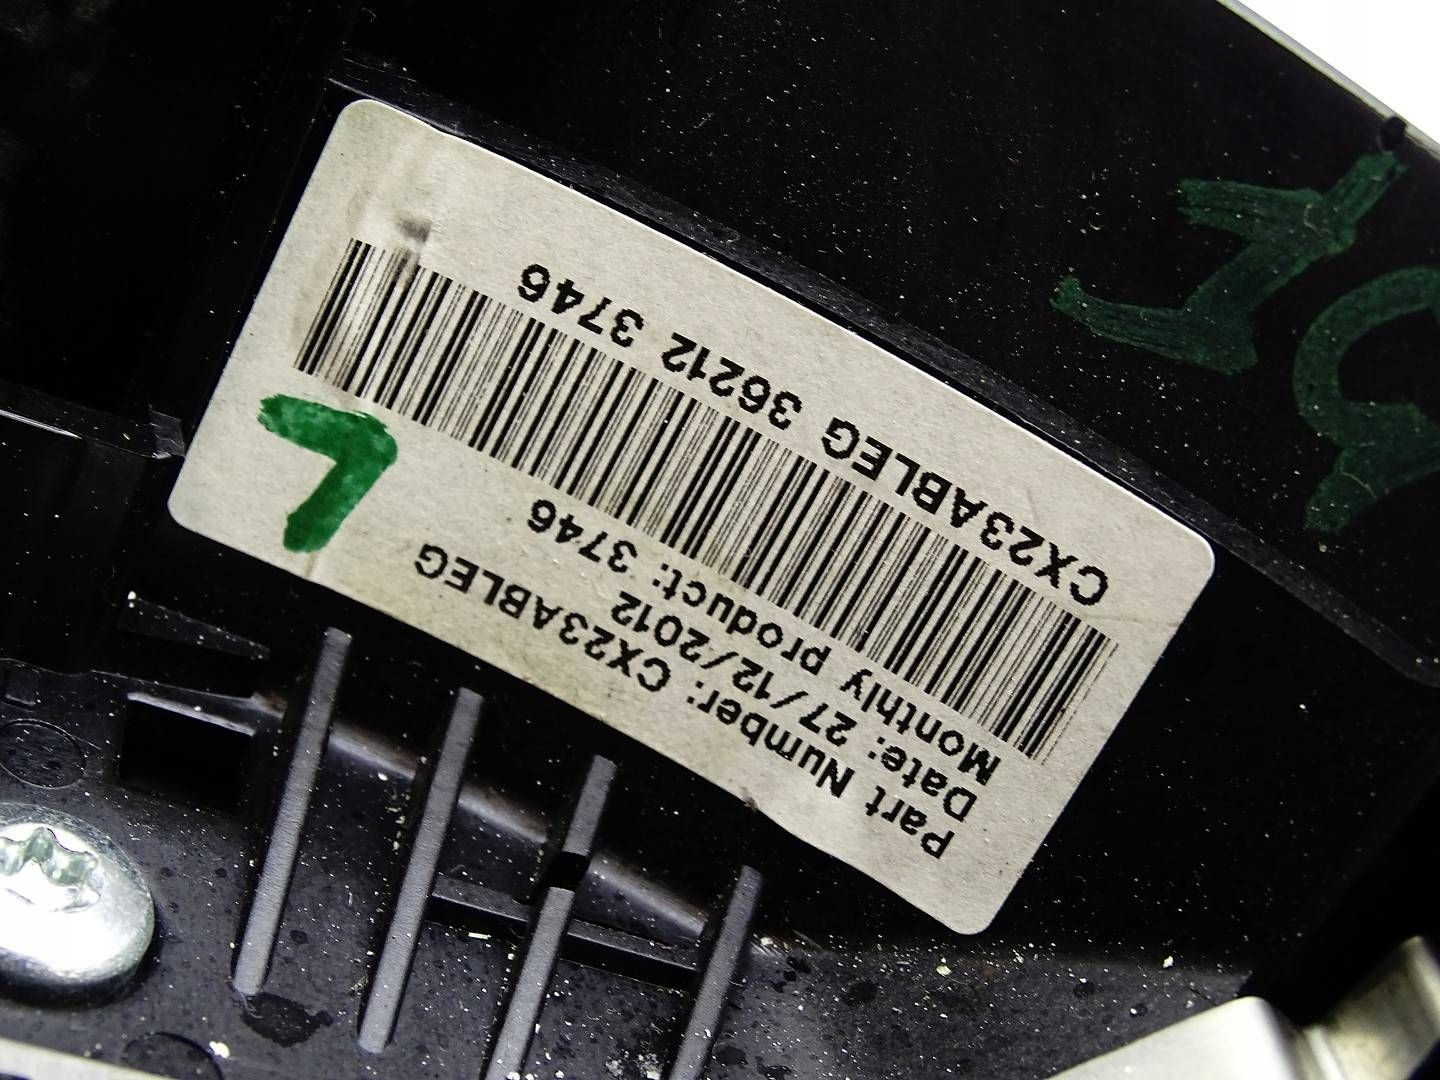 Part Number: CX23ABLEG
Date: 27/12/2012
Monthly product: 3746
CX23ABLEG 36212 3746